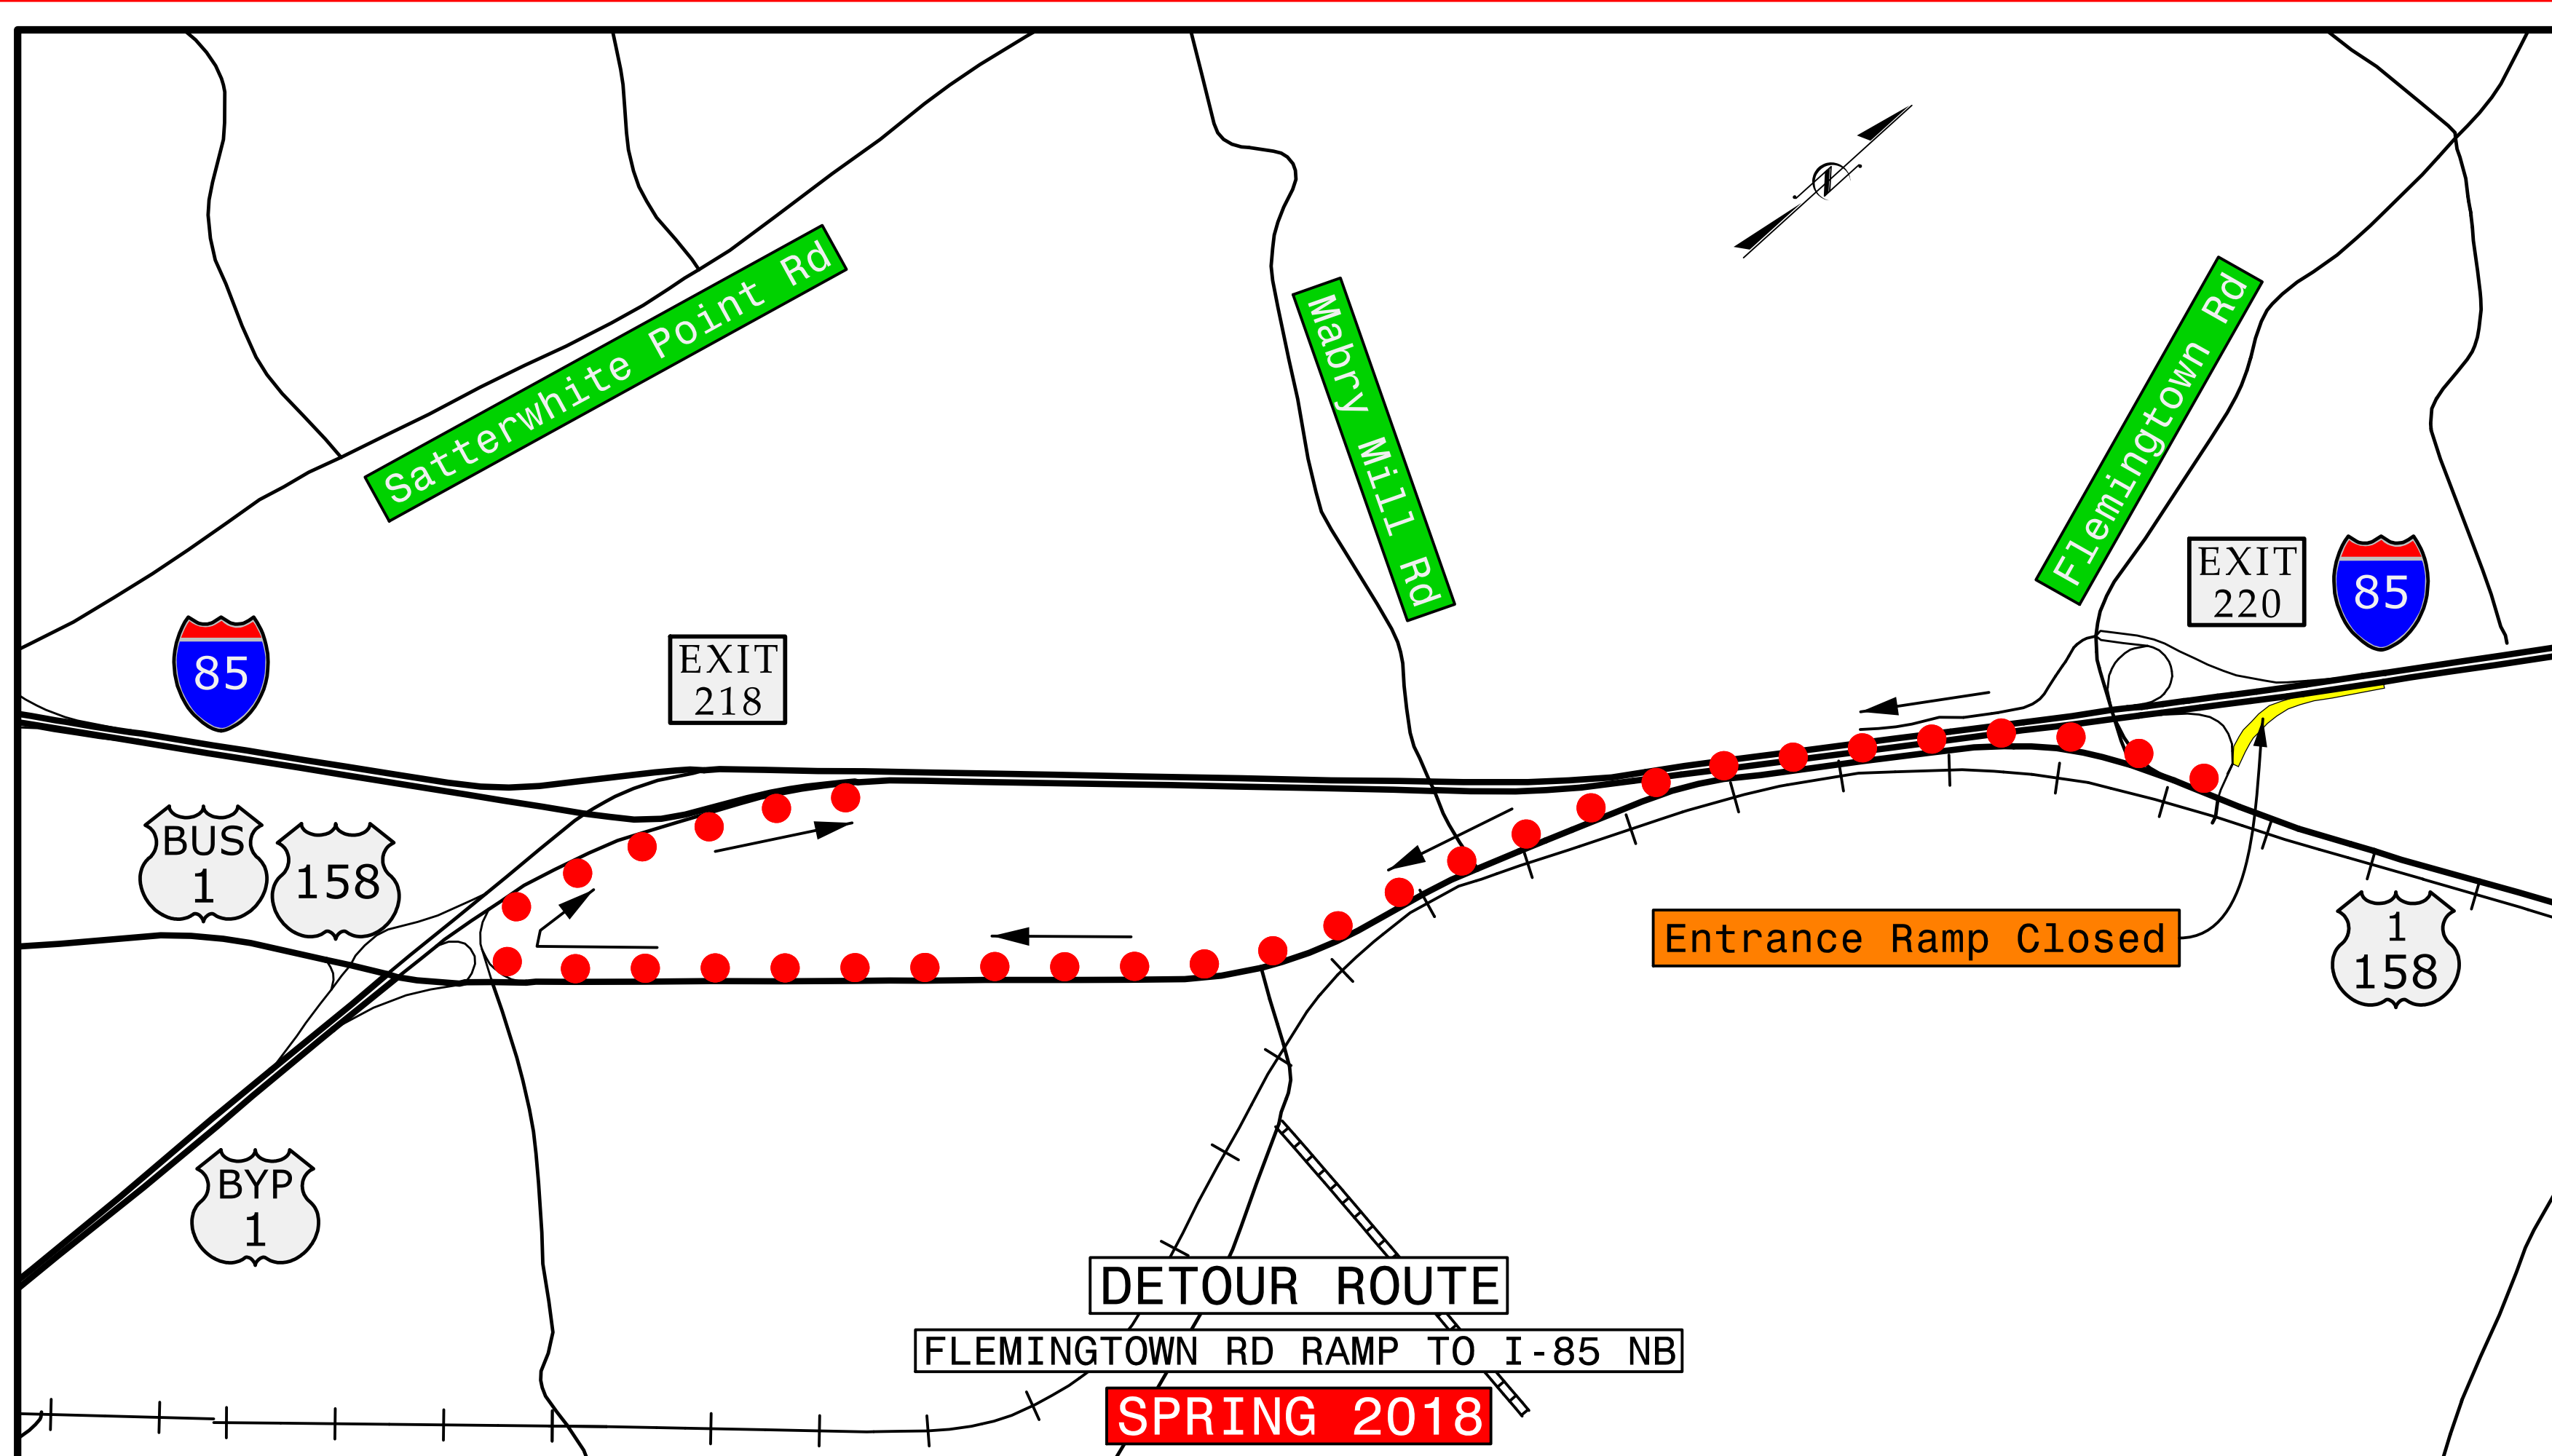 Satterwhite Point Rd
Mabry Mill Rd
Flemingtown Rd
N
EXIT
220
85
85
EXIT
218
BUS
1
158
Entrance Ramp Closed
1
158
BYP
1
DETOUR ROUTE
FLEMINGTOWN RD RAMP TO I-85 NB
SPRING 2018